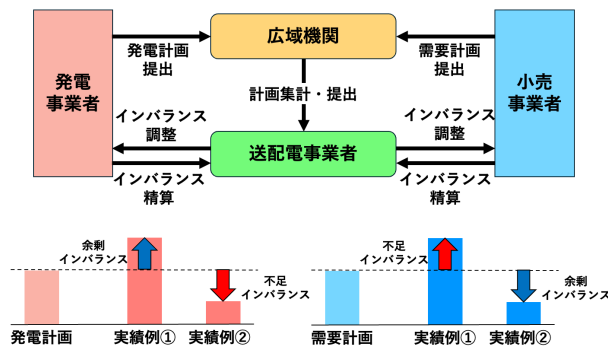 発電
事業者
発電計画
提出
広域機関
需要計画
提出
小売
事業者
計画集計・提出
インバランス
調整
送配電事業者
インバランス
調整
インバランス
精算
インバランス
精算
余剰
インバランス
不足
インバランス
発電計画
実績例①
実績例②
不足
インバランス
余剰
インバランス
需要計画
実績例①
実績例②